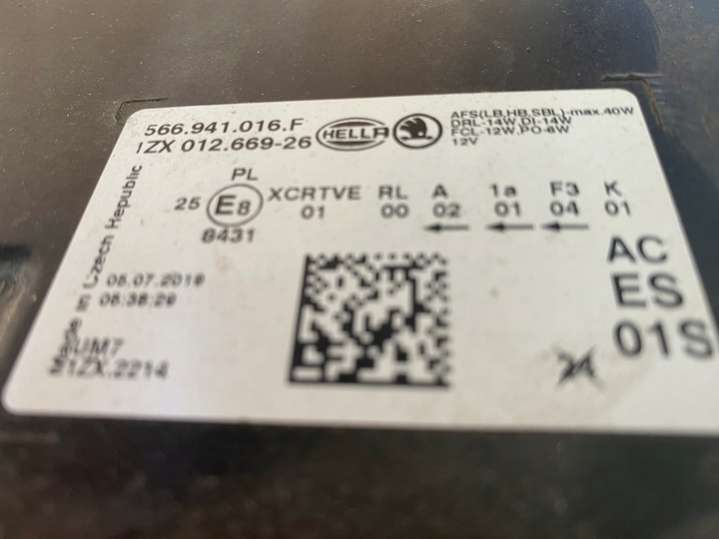 566.941.016.F
1ZX 012.669-26
HELLA
AFS(LB,HB,SBL)-max.40W
DRL-14W,DI-14W
FCL-12W,PO-6W
12V
PL
25 E8
8431
XCRTVE RL A 1a F3 K
01 00 02 01 04 01
Made in Czech Republic
05.07.2019
05:38:29
UM7
E1ZX.2214
AC
ES
01S